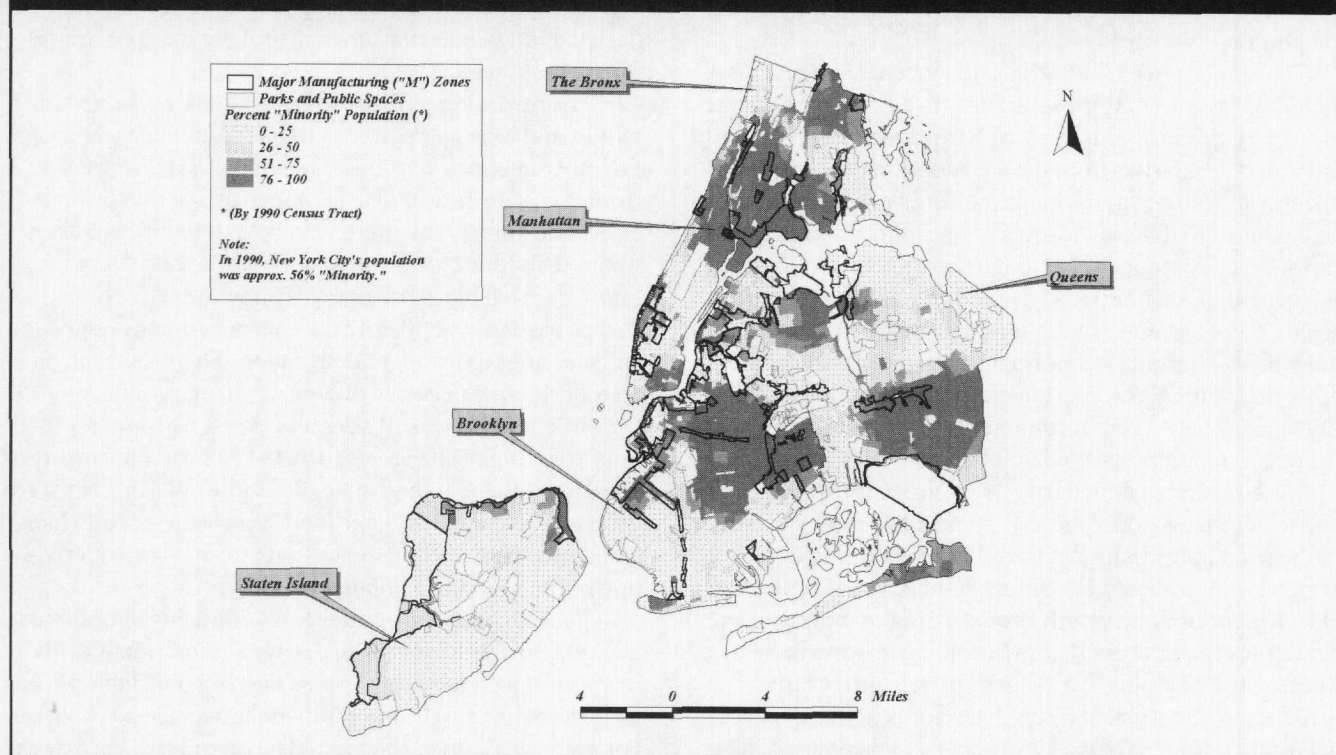 Major Manufacturing ("M") Zones
Parks and Public Spaces
Percent "Minority" Population (*)
0 - 25
26 - 50
51 - 75
76 - 100
* (By 1990 Census Tract)
Note:
In 1990, New York City's population
was approx. 56% "Minority."
The Bronx
N
Manhattan
Queens
Brooklyn
Staten Island
4 0 4 8 Miles